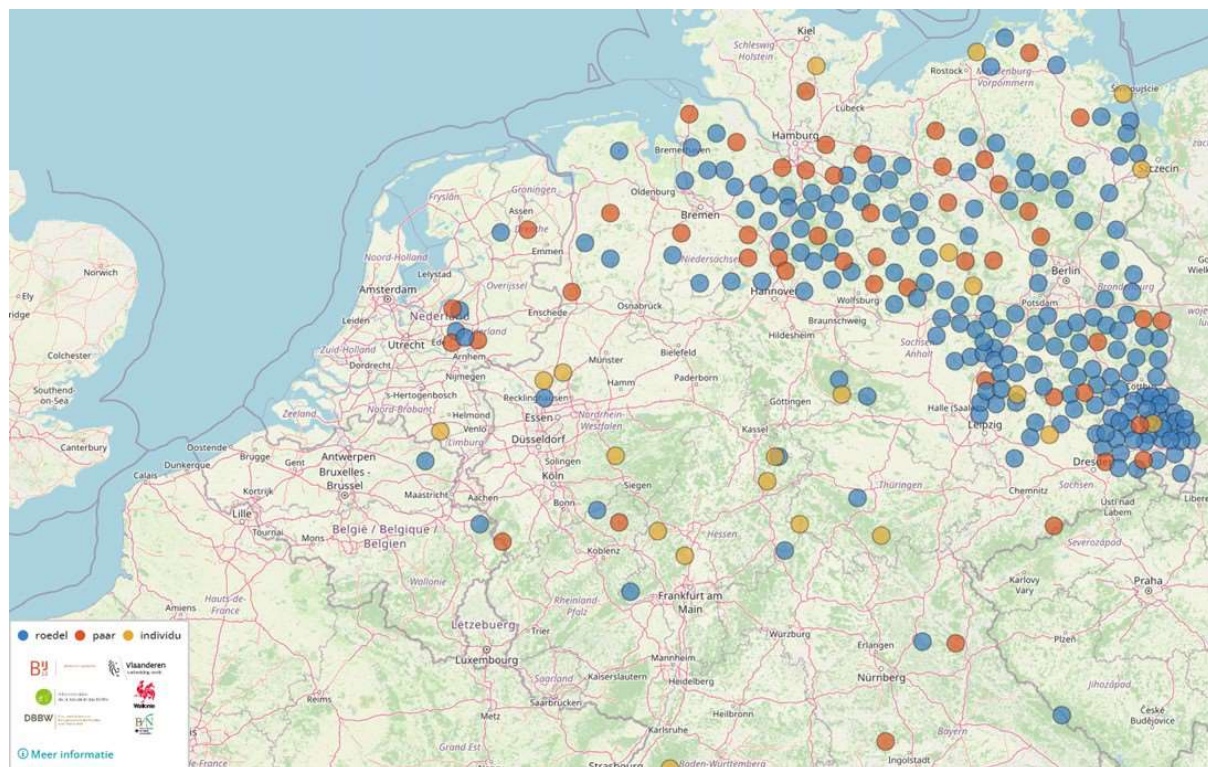 Kiel
Schleswig
Holstein
Rostock
Mecklenburg-
Vorpommern
Lübeck
Hamburg
Bremerhaven
Szczecin
Groningen
Fryslân
Oldenburg
Assen
Drenthe
Bremen
Norwich
Noord-Holland
Emmen
Niedersachsen
Lelystad
Berlin
Ely
Amsterdam
Overijssel
Hannover
Wolfsburg
Potsdam
Brandenburg
Leiden
Nederland
Enschede
Osnabrück
Braunschweig
Utrecht
Zuid-Holland
Arnhem
Hildesheim
Sachsen
Anhalt
Colchester
Dordrecht
Münster
Bielefeld
Nijmegen
Southend-
on-Sea
's-Hertogenbosch
Hamm
Paderborn
Cottbus
Recklinghausen
Göttingen
Zeeland
Noord-Brabant
Helmond
Essen
Nordrhein-
Westfalen
Halle (Saale)
Venlo
Leipzig
Canterbury
Limburg
Düsseldorf
Kassel
Oostende
Brugge
Gent
Antwerpen
Solingen
Calais
Dunkerque
Bruxelles -
Brussel
Köln
Dresden
Kortrijk
Maastricht
Aachen
Siegen
Thüringen
Chemnitz
Sachsen
Lille
Bonn
Ústí nad
Labem
Tournai
Mons
België / Belgique /
Belgien
Hessen
Koblenz
Severozápad
Wallonie
Karlovy
Vary
Praha
Hauts-de-
France
Rheinland-
Pfalz
Frankfurt am
Main
Amiens
Lëtzebuerg
Trier
Würzburg
Erlangen
Plzeň
Luxembourg
Mannheim
Nürnberg
Kaiserslautern
Heidelberg
Saarland
Jihozápad
Reims
Saarbrücken
Metz
Heilbronn
České
Budějovice
Karlsruhe
Bayern
Grand Est
Ingolstadt
Strasbourg
Baden-Württemberg
roedel paar individu
Vlaanderen
Wallonie
DBBW
Meer informatie